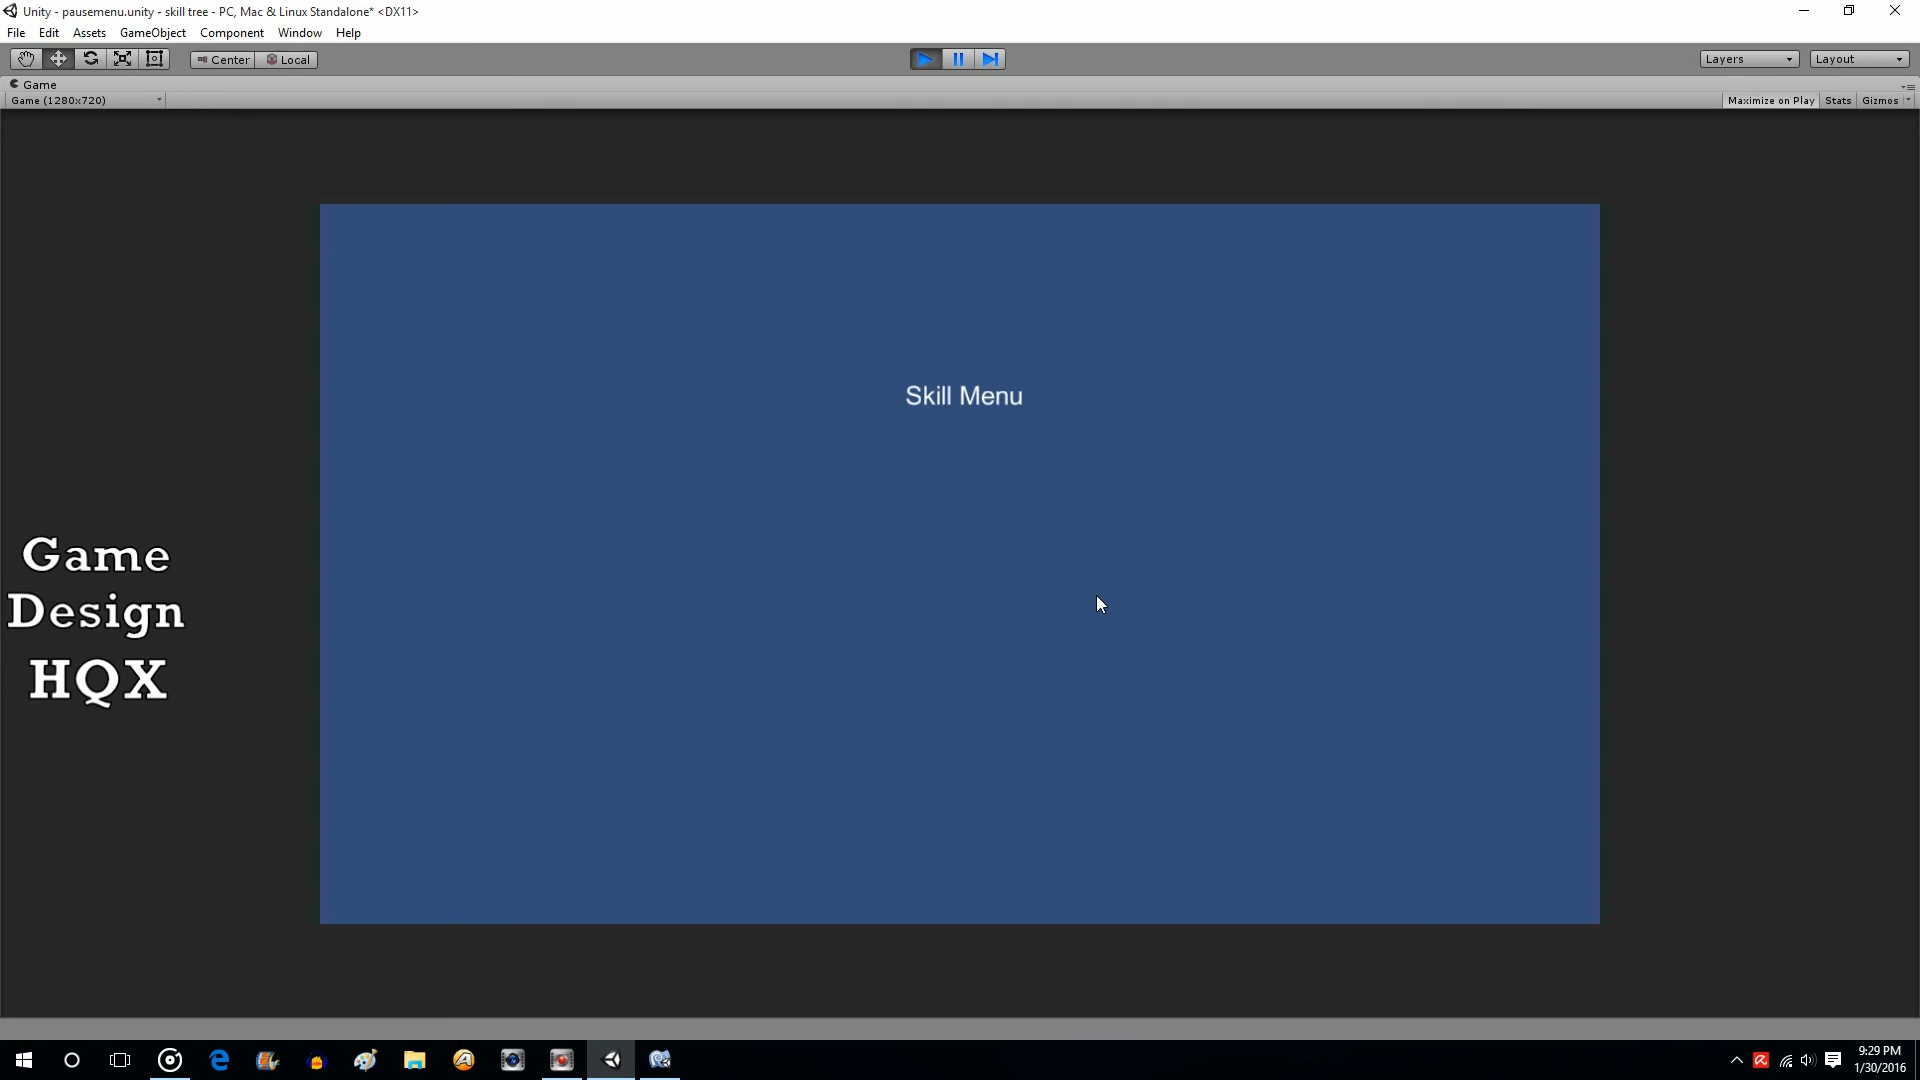 Unity - pausemenu.unity - skill tree - PC, Mac & Linux Standalone* <DX11>
File Edit Assets GameObject Component Window Help
Center Local Layers Layout
Game
Game (1280x720) Maximize on Play Stats Gizmos
Skill Menu
Game
Design
HQX
9:29 PM
1/30/2016